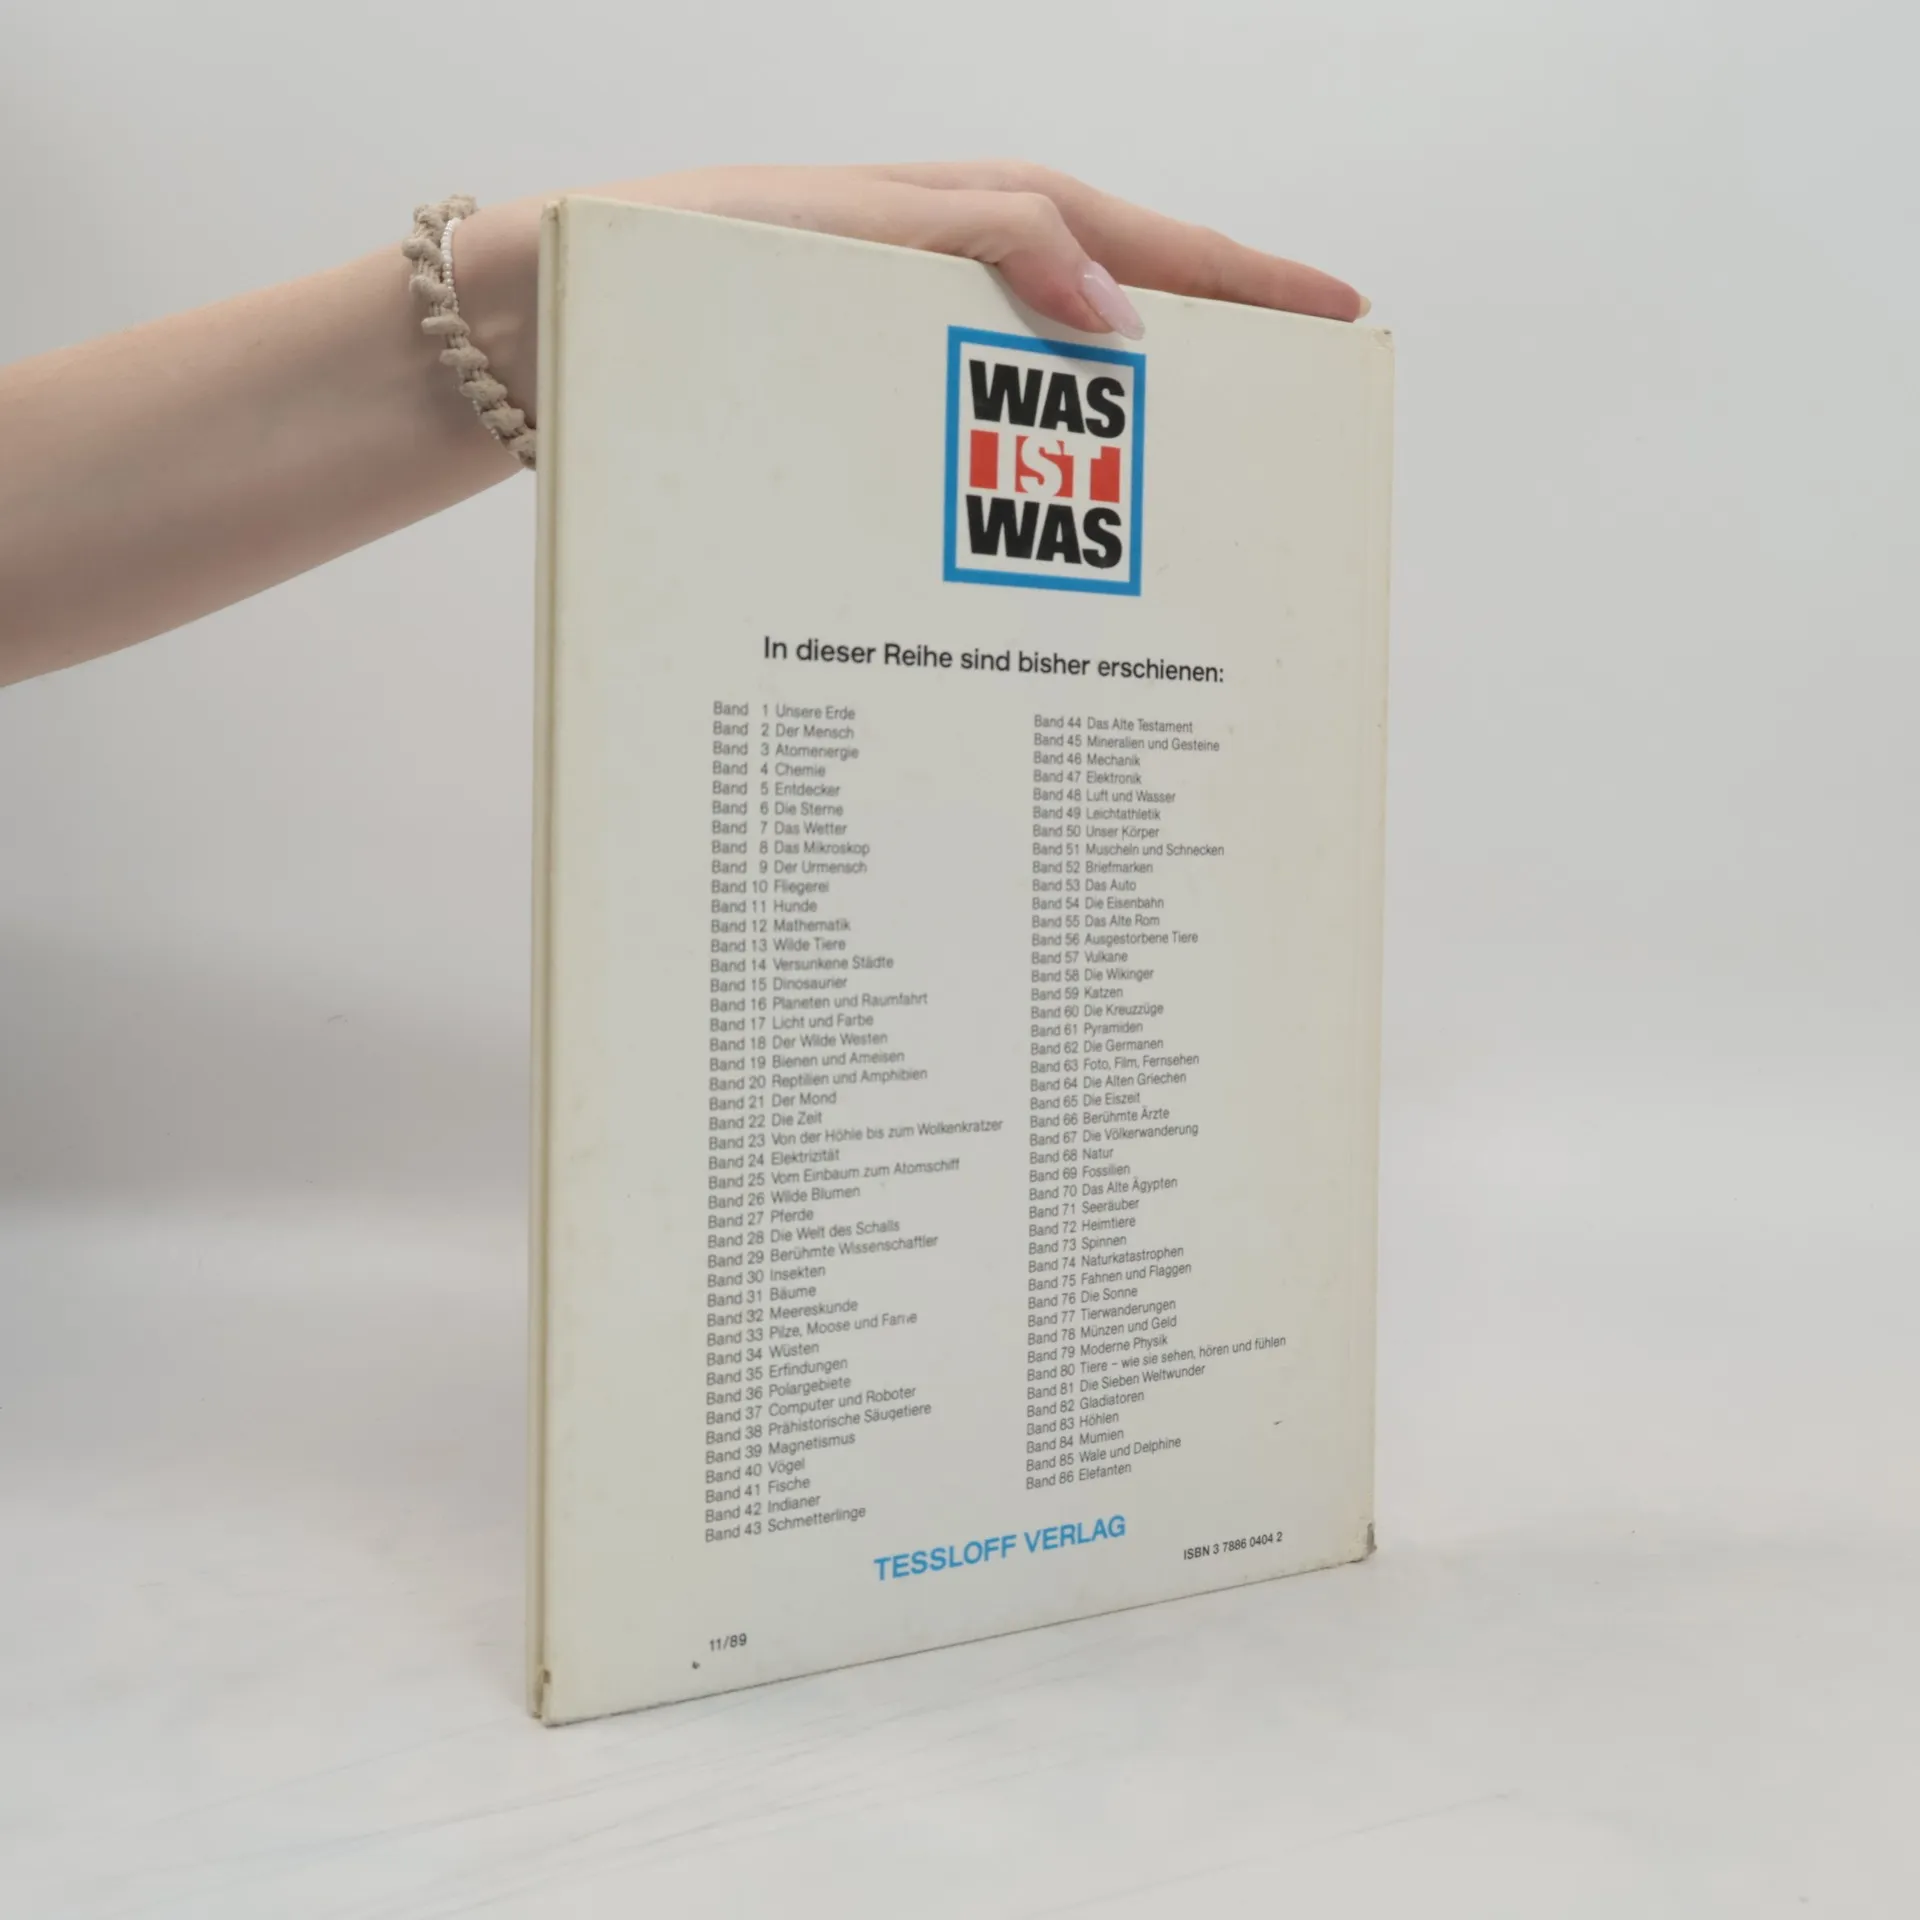 WAS
IST
WAS
In dieser Reihe sind bisher erschienen:
Band 1 Unsere Erde
Band 2 Der Mensch
Band 3 Atomenergie
Band 4 Chemie
Band 5 Entdecker
Band 6 Die Sterne
Band 7 Das Wetter
Band 8 Das Mikroskop
Band 9 Der Urmensch
Band 10 Fliegerei
Band 11 Hunde
Band 12 Mathematik
Band 13 Wilde Tiere
Band 14 Versunkene Städte
Band 15 Dinosaurier
Band 16 Planeten und Raumfahrt
Band 17 Licht und Farbe
Band 18 Der Wilde Westen
Band 19 Bienen und Ameisen
Band 20 Reptilien und Amphibien
Band 21 Der Mond
Band 22 Die Zeit
Band 23 Von der Höhle bis zum Wolkenkratzer
Band 24 Elektrizität
Band 25 Vom Einbaum zum Atomschiff
Band 26 Wilde Blumen
Band 27 Pferde
Band 28 Die Welt des Schalls
Band 29 Berühmte Wissenschaftler
Band 30 Insekten
Band 31 Bäume
Band 32 Meereskunde
Band 33 Pilze, Moose und Farne
Band 34 Wüsten
Band 35 Erfindungen
Band 36 Polargebiete
Band 37 Computer und Roboter
Band 38 Prähistorische Säugetiere
Band 39 Magnetismus
Band 40 Vögel
Band 41 Fische
Band 42 Indianer
Band 43 Schmetterlinge
Band 44 Das Alte Testament
Band 45 Mineralien und Gesteine
Band 46 Mechanik
Band 47 Elektronik
Band 48 Luft und Wasser
Band 49 Leichtathletik
Band 50 Unser Körper
Band 51 Muscheln und Schnecken
Band 52 Briefmarken
Band 53 Das Auto
Band 54 Die Eisenbahn
Band 55 Das Alte Rom
Band 56 Ausgestorbene Tiere
Band 57 Vulkane
Band 58 Die Wikinger
Band 59 Katzen
Band 60 Die Kreuzzüge
Band 61 Pyramiden
Band 62 Die Germanen
Band 63 Foto, Film, Fernsehen
Band 64 Die Alten Griechen
Band 65 Die Eiszeit
Band 66 Berühmte Ärzte
Band 67 Die Völkerwanderung
Band 68 Natur
Band 69 Fossilien
Band 70 Das Alte Ägypten
Band 71 Seeräuber
Band 72 Heimtiere
Band 73 Spinnen
Band 74 Naturkatastrophen
Band 75 Fahnen und Flaggen
Band 76 Die Sonne
Band 77 Tierwanderungen
Band 78 Münzen und Geld
Band 79 Moderne Physik
Band 80 Tiere – wie sie sehen, hören und fühlen
Band 81 Die Sieben Weltwunder
Band 82 Gladiatoren
Band 83 Höhlen
Band 84 Mumien
Band 85 Wale und Delphine
Band 86 Elefanten
TESSLOFF VERLAG
ISBN 3 7886 0404 2
11/89